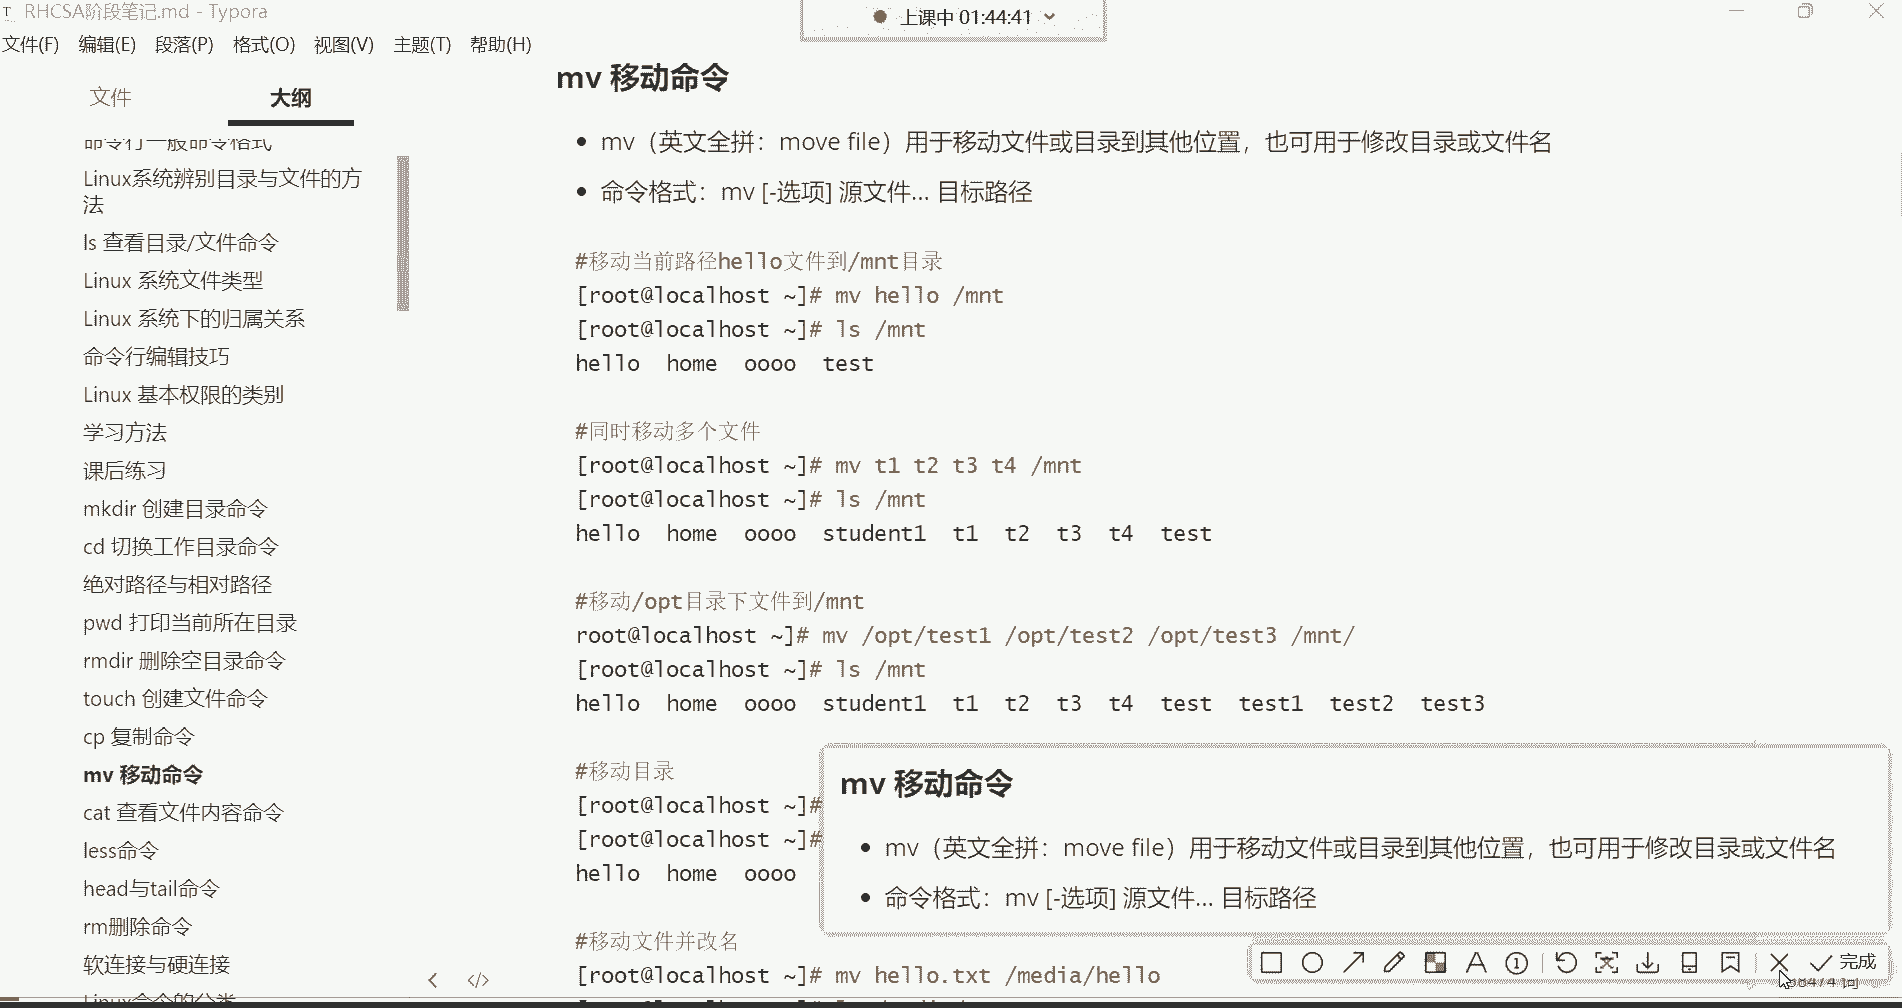 RHCSA阶段笔记.md - Typora
上课中 01:44:41
文件(F) 编辑(E) 段落(P) 格式(O) 视图(V) 主题(T) 帮助(H)
文件 大纲
命令行一般命令格式
Linux系统辨别目录与文件的方
法
ls 查看目录/文件命令
Linux 系统文件类型
Linux 系统下的归属关系
命令行编辑技巧
Linux 基本权限的类别
学习方法
课后练习
mkdir 创建目录命令
cd 切换工作目录命令
绝对路径与相对路径
pwd 打印当前所在目录
rmdir 删除空目录命令
touch 创建文件命令
cp 复制命令
mv 移动命令
cat 查看文件内容命令
less命令
head与tail命令
rm删除命令
软连接与硬连接
Linux命令的分类
mv 移动命令
mv（英文全拼：move file）用于移动文件或目录到其他位置，也可用于修改目录或文件名
命令格式：mv [-选项] 源文件... 目标路径
#移动当前路径hello文件到/mnt目录
[root@localhost ~]# mv hello /mnt
[root@localhost ~]# ls /mnt
hello home oooo test
#同时移动多个文件
[root@localhost ~]# mv t1 t2 t3 t4 /mnt
[root@localhost ~]# ls /mnt
hello home oooo student1 t1 t2 t3 t4 test
#移动/opt目录下文件到/mnt
root@localhost ~]# mv /opt/test1 /opt/test2 /opt/test3 /mnt/
[root@localhost ~]# ls /mnt
hello home oooo student1 t1 t2 t3 t4 test test1 test2 test3
#移动目录
[root@localhost ~]#
[root@localhost ~]#
hello home oooo
#移动文件并改名
[root@localhost ~]# mv hello.txt /media/hello
mv 移动命令
mv（英文全拼：move file）用于移动文件或目录到其他位置，也可用于修改目录或文件名
命令格式：mv [-选项] 源文件... 目标路径
完成